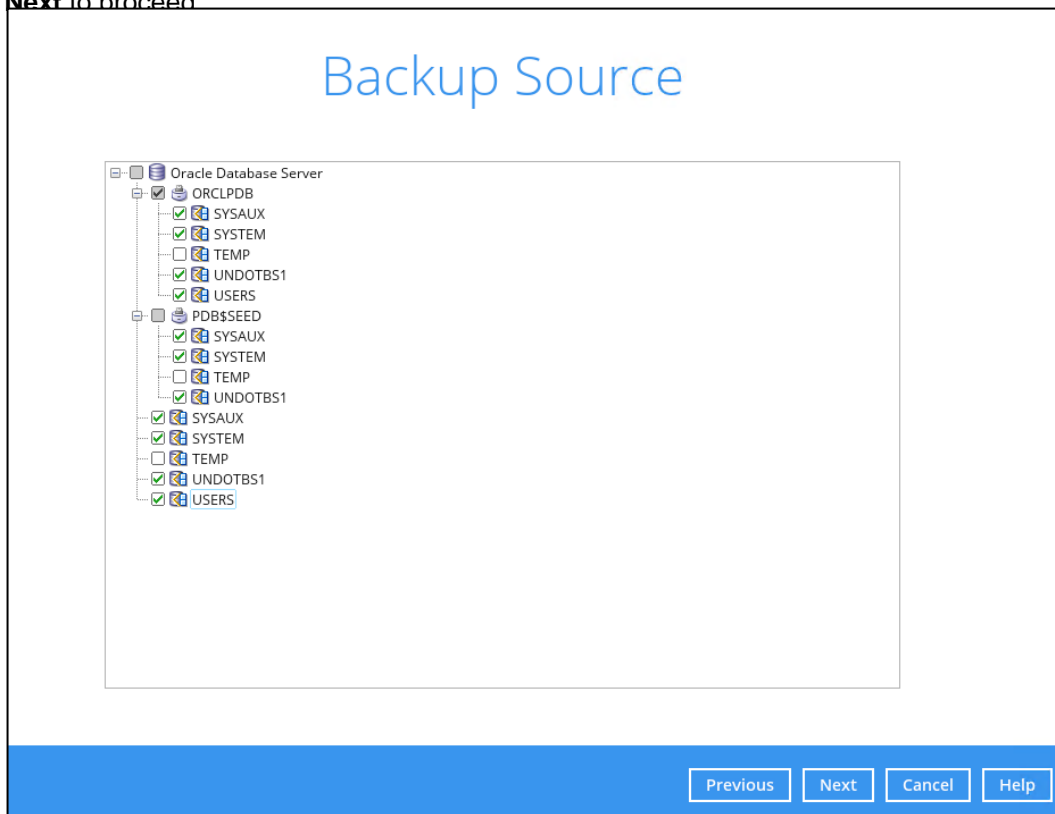 Next to proceed
Backup Source
Oracle Database Server
ORCLPDB
SYSAUX
SYSTEM
TEMP
UNDOTBS1
USERS
PDB$SEED
SYSAUX
SYSTEM
TEMP
UNDOTBS1
SYSAUX
SYSTEM
TEMP
UNDOTBS1
USERS
Previous Next Cancel Help